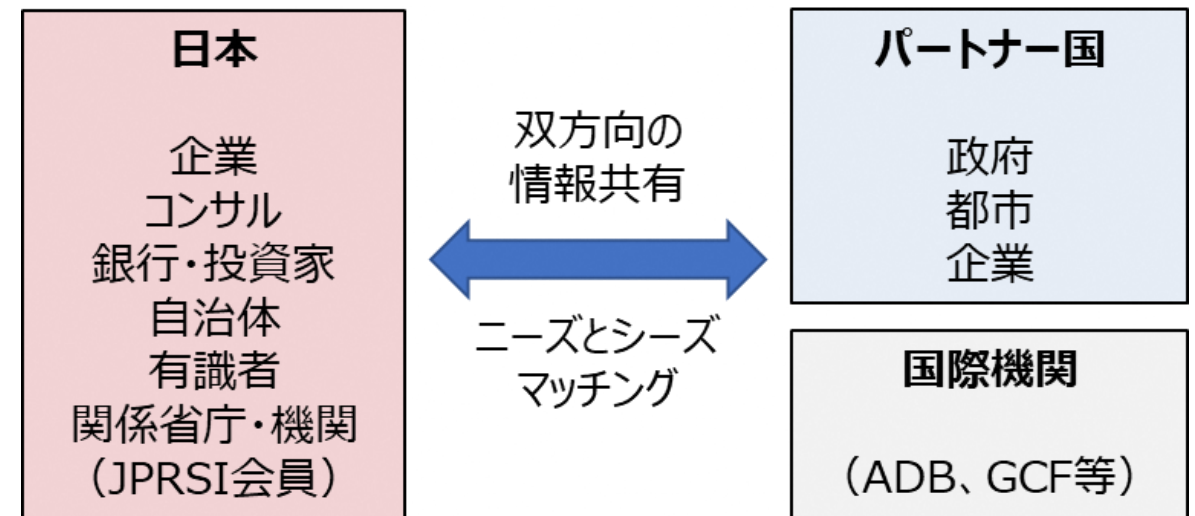 日本
企業
コンサル
銀行・投資家
自治体
有識者
関係省庁・機関
（JPRSI会員）
双方向の
情報共有
ニーズとシーズ
マッチング
パートナー国
政府
都市
企業
国際機関
（ADB、GCF等）